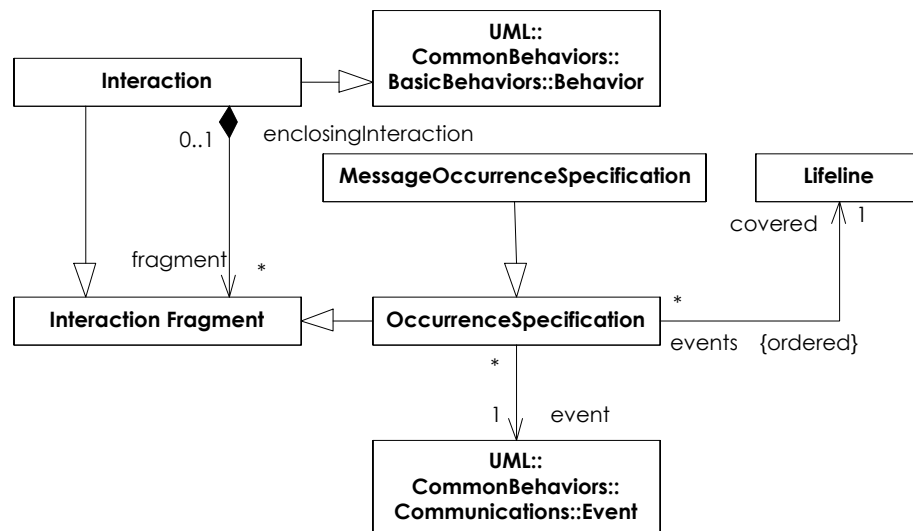 UML::
CommonBehaviors::
BasicBehaviors::Behavior
Interaction
0..1
enclosingInteraction
MessageOccurrenceSpecification
Lifeline
covered
1
fragment
*
Interaction Fragment
OccurrenceSpecification
*
events {ordered}
*
1
event
UML::
CommonBehaviors::
Communications::Event